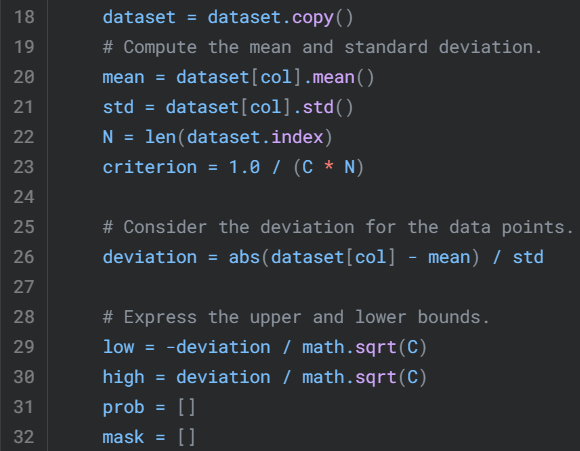 18 dataset = dataset.copy()
19 # Compute the mean and standard deviation.
20 mean = dataset[col].mean()
21 std = dataset[col].std()
22 N = len(dataset.index)
23 criterion = 1.0 / (C * N)
24
25 # Consider the deviation for the data points.
26 deviation = abs(dataset[col] - mean) / std
27
28 # Express the upper and lower bounds.
29 low = -deviation / math.sqrt(C)
30 high = deviation / math.sqrt(C)
31 prob = []
32 mask = []